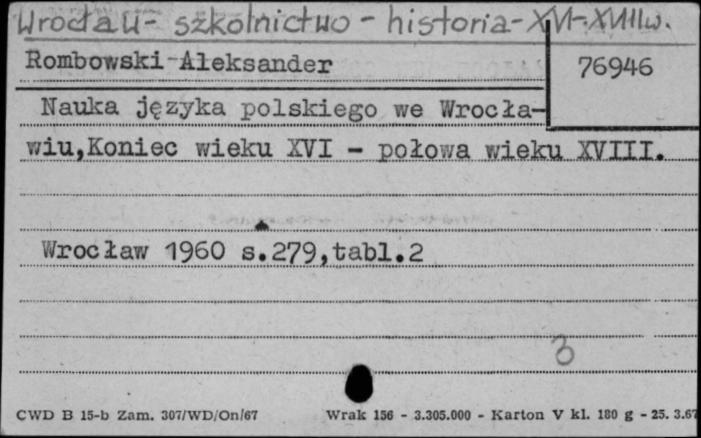 Wrocław - szkolnictwo - historia - XVI-XVIII w.
Rombowski Aleksander
76946
Nauka języka polskiego we Wrocła-
wiu,Koniec wieku XVI - połowa wieku XVIII.
Wrocław 1960 s.279,tabl.2
3
CWD B 15-b Zam. 307/WD/On/67
Wrak 156 - 3.305.000 - Karton V kl. 180 g - 25. 3.67